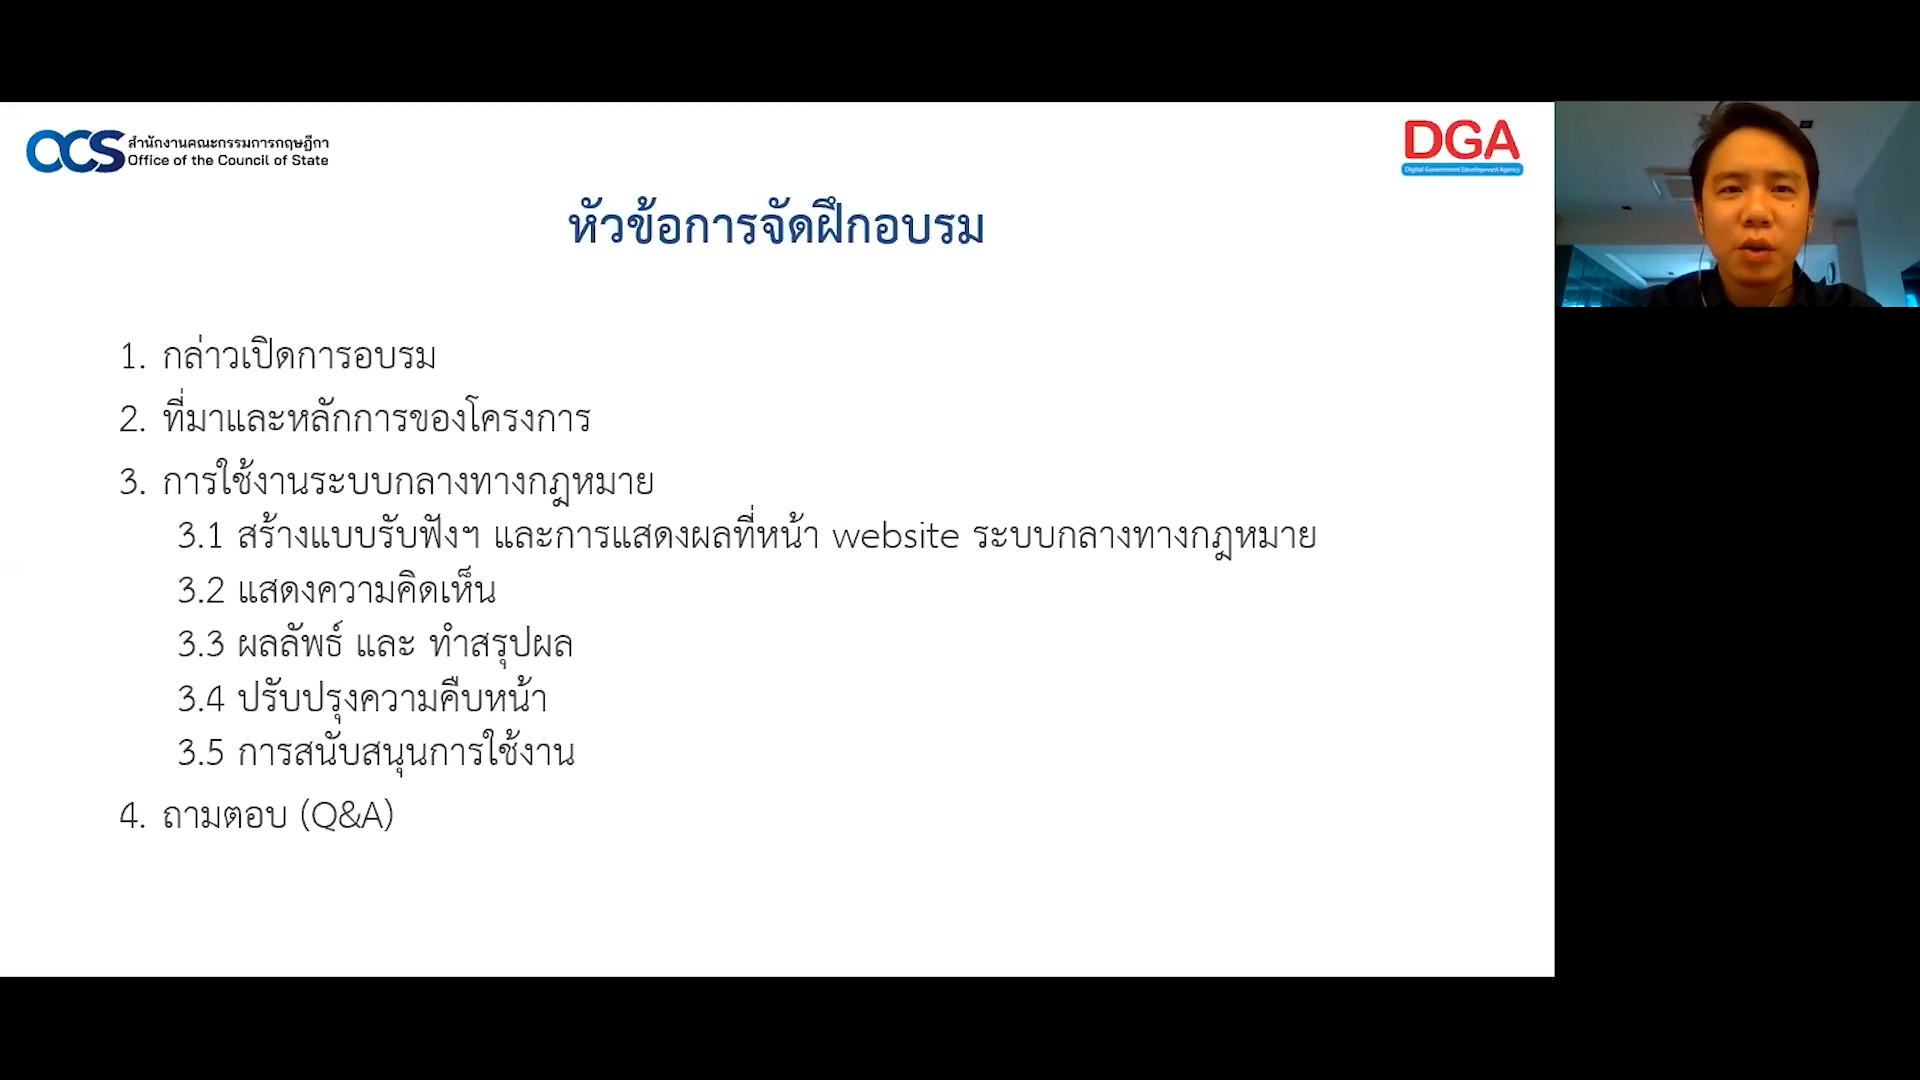 OCS สำนักงานคณะกรรมการกฤษฎีกา
Office of the Council of State
DGA
Digital Government Development Agency
หัวข้อการจัดฝึกอบรม
1. กล่าวเปิดการอบรม
2. ที่มาและหลักการของโครงการ
3. การใช้งานระบบกลางทางกฎหมาย
3.1 สร้างแบบรับฟังฯ และการแสดงผลที่หน้า website ระบบกลางทางกฎหมาย
3.2 แสดงความคิดเห็น
3.3 ผลลัพธ์ และ ทำสรุปผล
3.4 ปรับปรุงความคืบหน้า
3.5 การสนับสนุนการใช้งาน
4. ถามตอบ (Q&A)